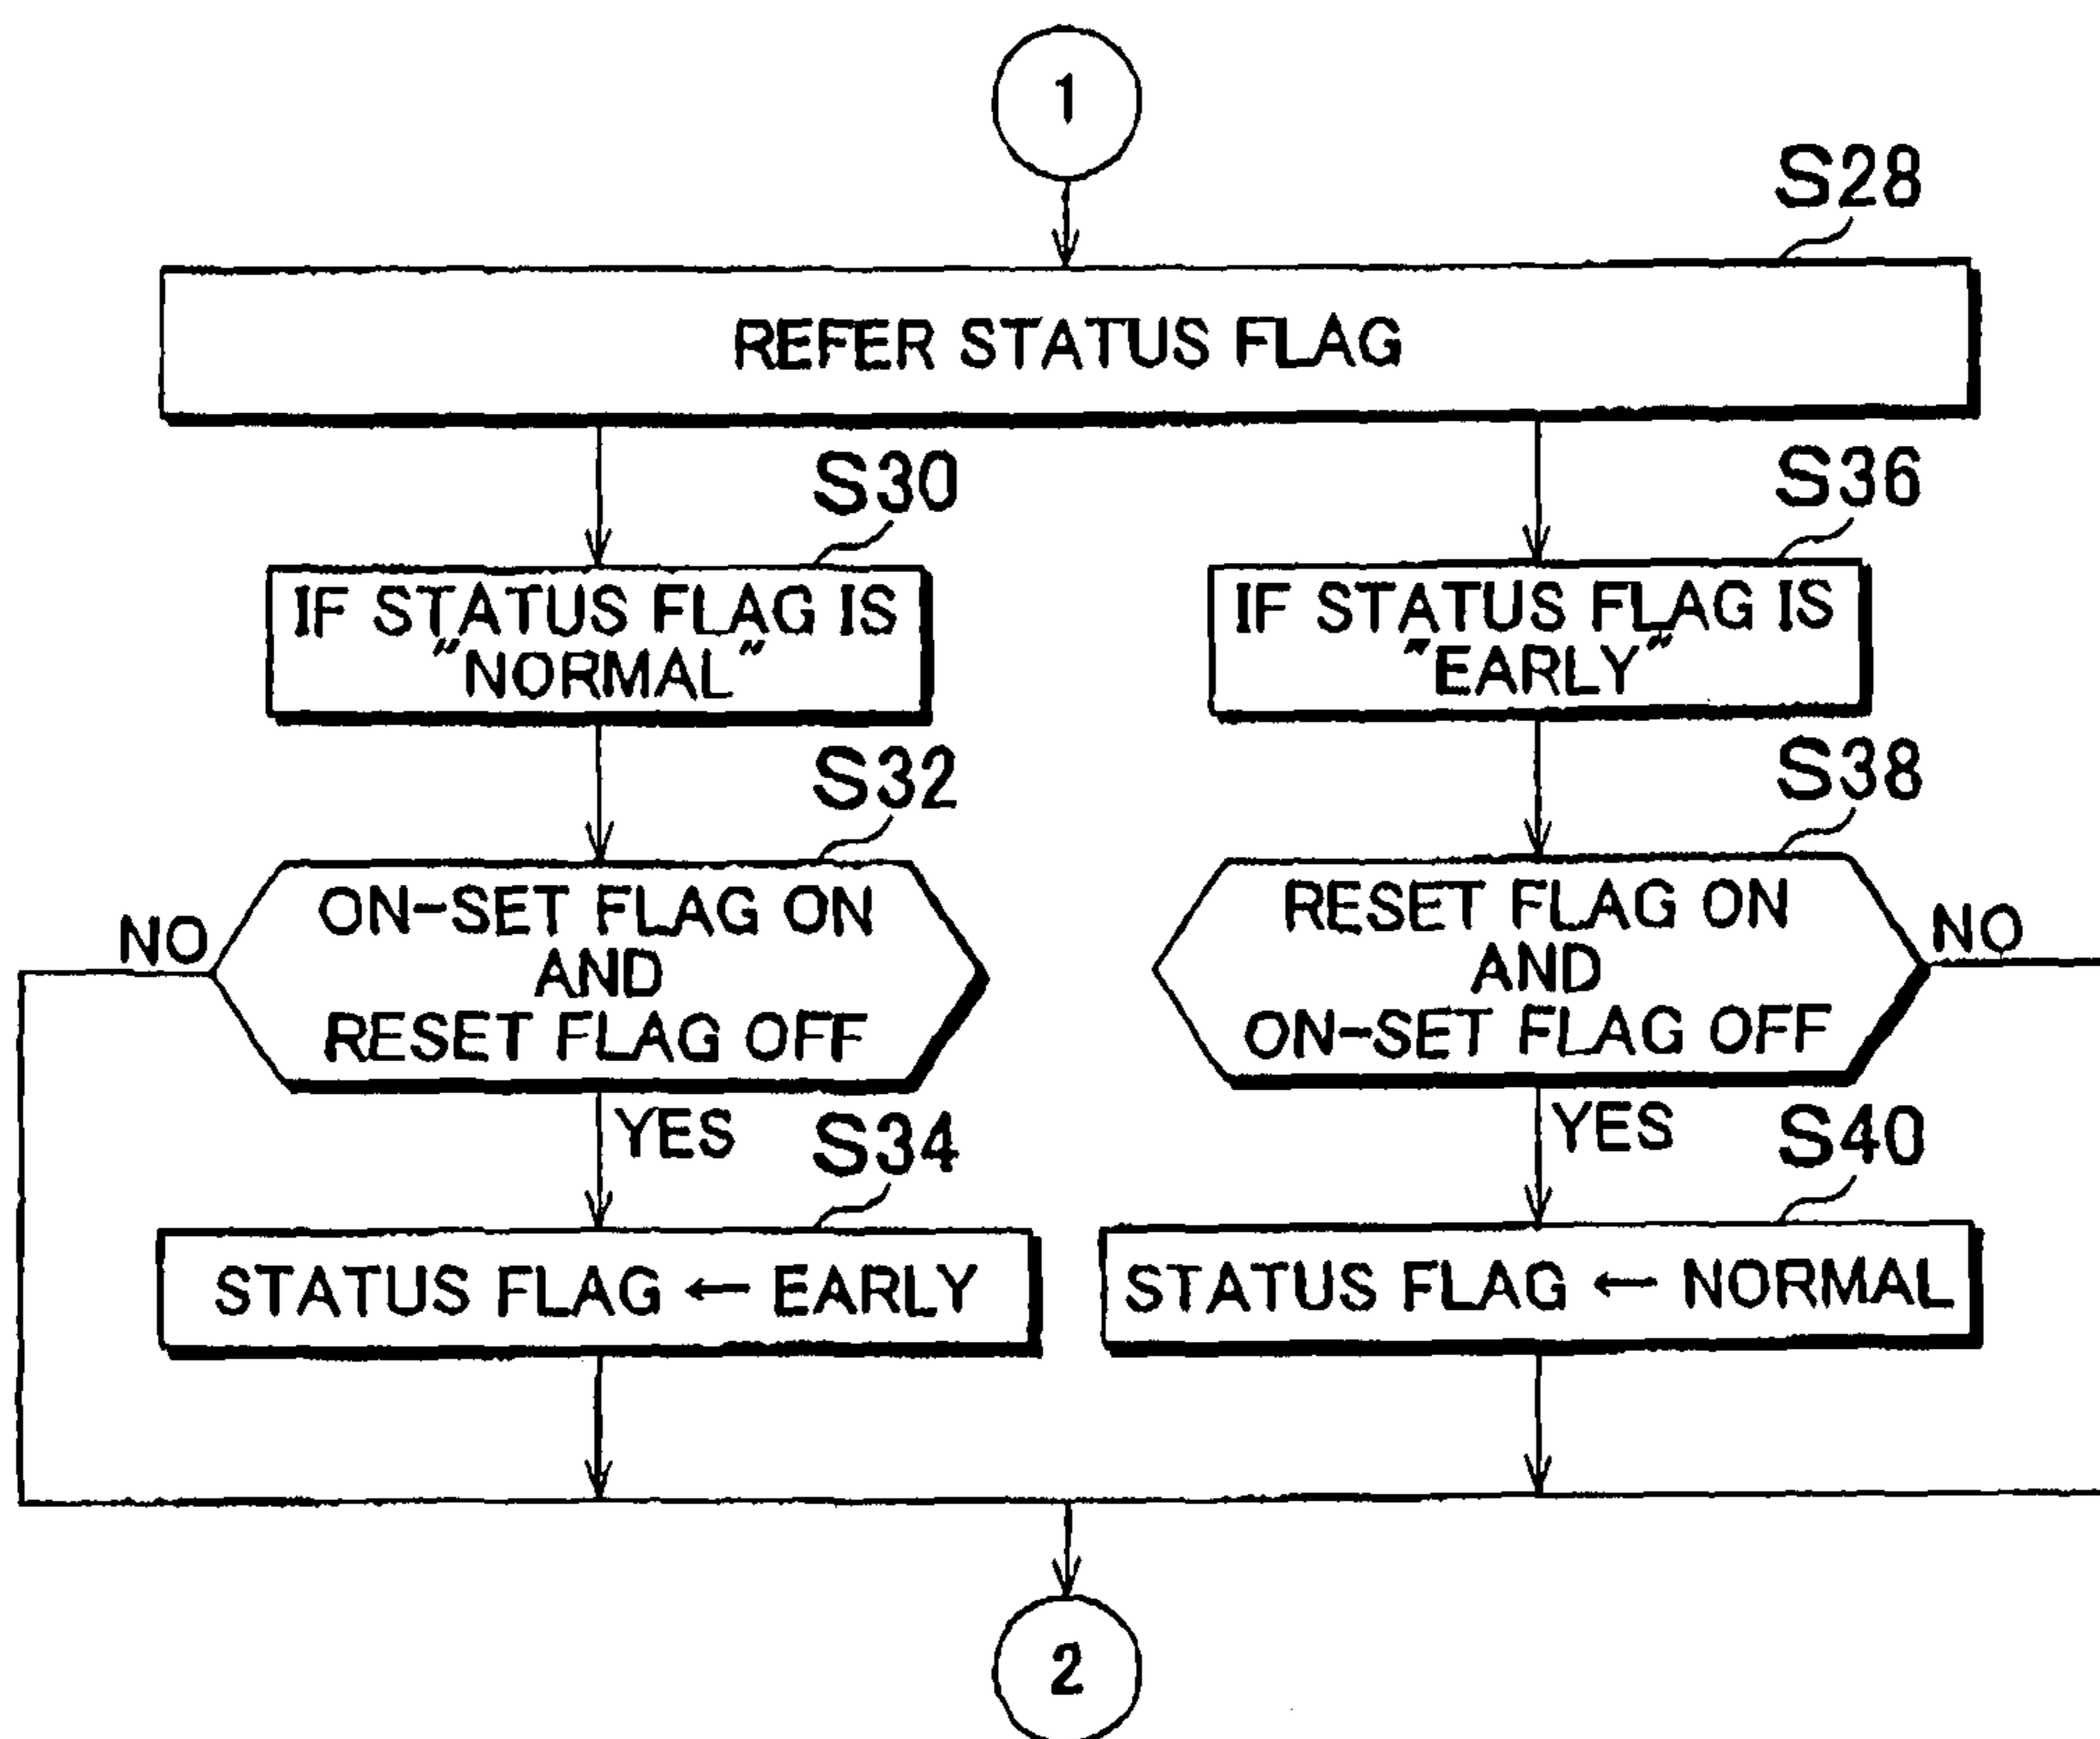 1
S28
REFER STATUS FLAG
S30
IF STATUS FLAG IS
"NORMAL"
S32
ON-SET FLAG ON
AND
RESET FLAG OFF
NO
YES
S34
STATUS FLAG ← EARLY
S36
IF STATUS FLAG IS
"EARLY"
S38
RESET FLAG ON
AND
ON-SET FLAG OFF
NO
YES
S40
STATUS FLAG ← NORMAL
2